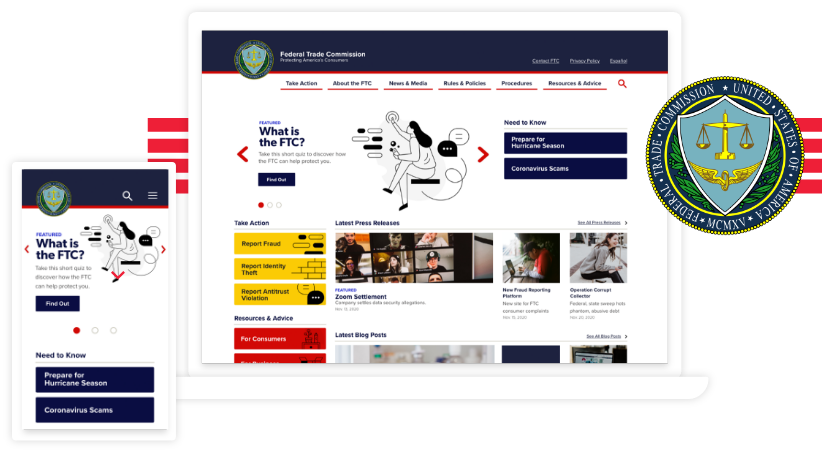 Federal Trade Commission
Protecting America's Consumers
Contact FTC
Privacy Policy
Español
Take Action
About the FTC
News & Media
Rules & Policies
Procedures
Resources & Advice
FEATURED
What is
the FTC?
Take this short quiz to discover how
the FTC can help protect you.
Find Out
Need to Know
Prepare for
Hurricane Season
Coronavirus Scams
Take Action
Report Fraud
Report Identity
Theft
Report Antitrust
Violation
Resources & Advice
For Consumers
Latest Press Releases
See All Press Releases
FEATURED
Zoom Settlement
Company settles data security allegations.
Nov 13, 2020
New Fraud Reporting
Platform
New site for FTC
consumer complaints
Nov 13, 2020
Operation Corrupt
Collector
Federal, state sweep hits
phantom, abusive debt
Nov 20, 2020
Latest Blog Posts
See All Blog Posts
FEATURED
What is
the FTC?
Take this short quiz to
discover how the FTC
can help protect you.
Find Out
Need to Know
Prepare for
Hurricane Season
Coronavirus Scams
FEDERAL TRADE COMMISSION ★ UNITED STATES OF AMERICA
MCMXV